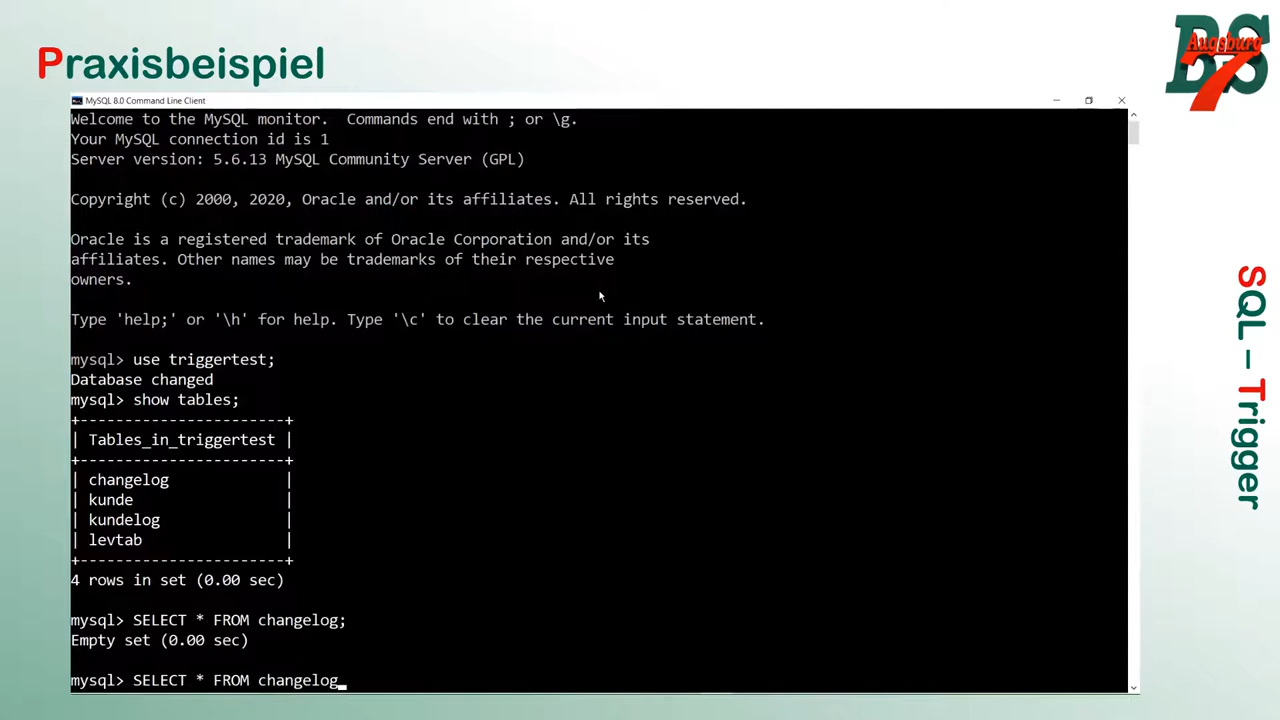 Praxisbeispiel
BS
Augsburg
7
MySQL 8.0 Command Line Client
Welcome to the MySQL monitor.  Commands end with ; or \g.
Your MySQL connection id is 1
Server version: 5.6.13 MySQL Community Server (GPL)
Copyright (c) 2000, 2020, Oracle and/or its affiliates. All rights reserved.
Oracle is a registered trademark of Oracle Corporation and/or its
affiliates. Other names may be trademarks of their respective
owners.
Type 'help;' or '\h' for help. Type '\c' to clear the current input statement.
mysql> use triggertest;
Database changed
mysql> show tables;
+-----------------------+
| Tables_in_triggertest |
+-----------------------+
| changelog             |
| kunde                 |
| kundelog              |
| levtab                |
+-----------------------+
4 rows in set (0.00 sec)
mysql> SELECT * FROM changelog;
Empty set (0.00 sec)
mysql> SELECT * FROM changelog
SQL – Trigger